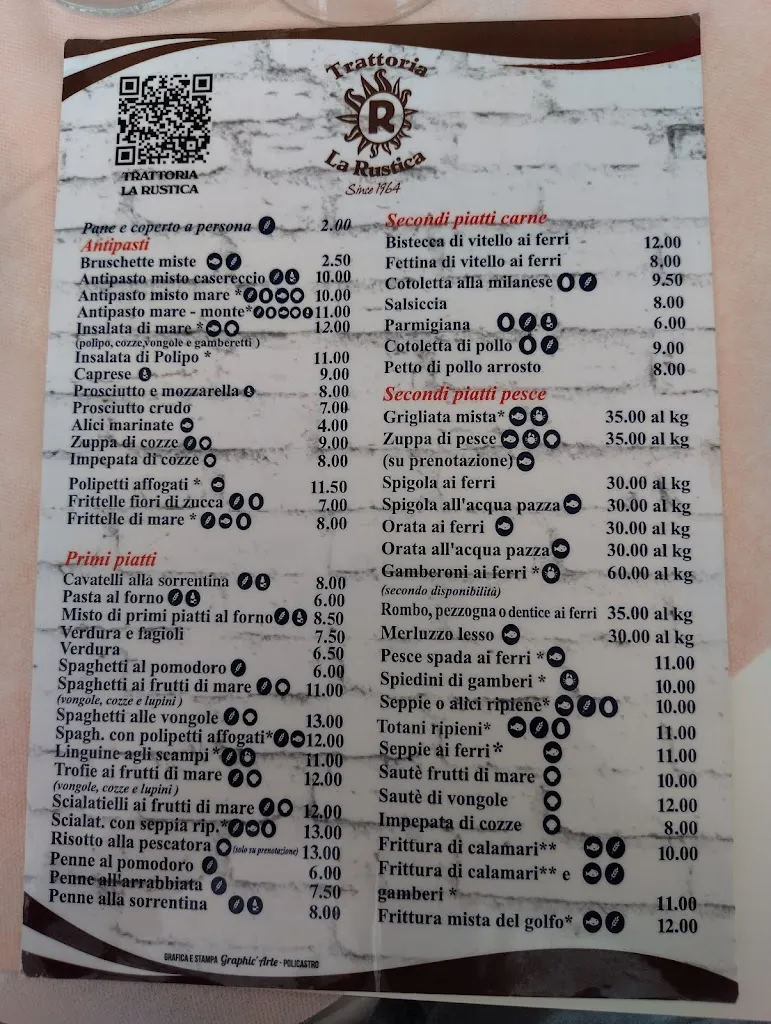 Trattoria
R
La Rustica
Since 1964
TRATTORIA
LA RUSTICA
Pane e coperto a persona 2.00
Antipasti
Bruschette miste 2.50
Antipasto misto casereccio 10.00
Antipasto misto mare * 10.00
Antipasto mare - monte* 11.00
Insalata di mare * 12.00
(polipo, cozze, vongole e gamberetti )
Insalata di Polipo * 11.00
Caprese 9.00
Prosciutto e mozzarella 8.00
Prosciutto crudo 7.00
Alici marinate 4.00
Zuppa di cozze 9.00
Impepata di cozze 8.00
Polipetti affogati * 11.50
Frittelle fiori di zucca 7.00
Frittelle di mare * 8.00
Primi piatti
Cavatelli alla sorrentina 8.00
Pasta al forno 6.00
Misto di primi piatti al forno 8.50
Verdura e fagioli 7.50
Verdura 6.50
Spaghetti al pomodoro 6.00
Spaghetti ai frutti di mare 11.00
(vongole, cozze e lupini )
Spaghetti alle vongole 13.00
Spagh. con polipetti affogati* 12.00
Linguine agli scampi * 11.00
Trofie ai frutti di mare 12.00
(vongole, cozze e lupini )
Scialatielli ai frutti di mare 12.00
Scialat. con seppia rip.* 13.00
Risotto alla pescatora (solo su prenotazione) 13.00
Penne al pomodoro 6.00
Penne all'arrabbiata 7.50
Penne alla sorrentina 8.00
Secondi piatti carne
Bistecca di vitello ai ferri 12.00
Fettina di vitello ai ferri 8,00
Cotoletta alla milanese 9.50
Salsiccia 8.00
Parmigiana 6.00
Cotoletta di pollo 9.00
Petto di pollo arrosto 8.00
Secondi piatti pesce
Grigliata mista* 35.00 al kg
Zuppa di pesce 35.00 al kg
(su prenotazione)
Spigola ai ferri 30.00 al kg
Spigola all'acqua pazza 30.00 al kg
Orata ai ferri 30.00 al kg
Orata all'acqua pazza 30.00 al kg
Gamberoni ai ferri * 60.00 al kg
(secondo disponibilità)
Rombo, pezzogna o dentice ai ferri 35.00 al kg
Merluzzo lesso 30.00 al kg
Pesce spada ai ferri * 11.00
Spiedini di gamberi * 10.00
Seppie o alici ripiene* 10.00
Totani ripieni* 11.00
Seppie ai ferri* 11.00
Sautè frutti di mare 10.00
Sautè di vongole 12.00
Impepata di cozze 8.00
Frittura di calamari** 10.00
Frittura di calamari** e
gamberi * 11.00
Frittura mista del golfo* 12.00
GRAFICA E STAMPA Graphic'Arte - POLICASTRO